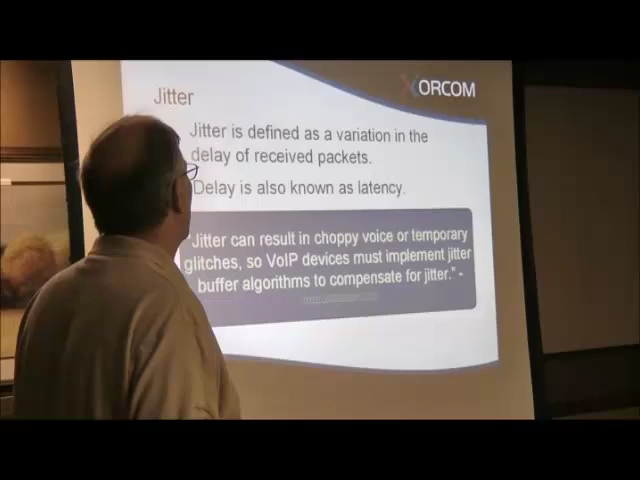 XORCOM
Jitter
Jitter is defined as a variation in the
delay of received packets.
Delay is also known as latency.
"Jitter can result in choppy voice or temporary
glitches, so VoIP devices must implement jitter
buffer algorithms to compensate for jitter." -